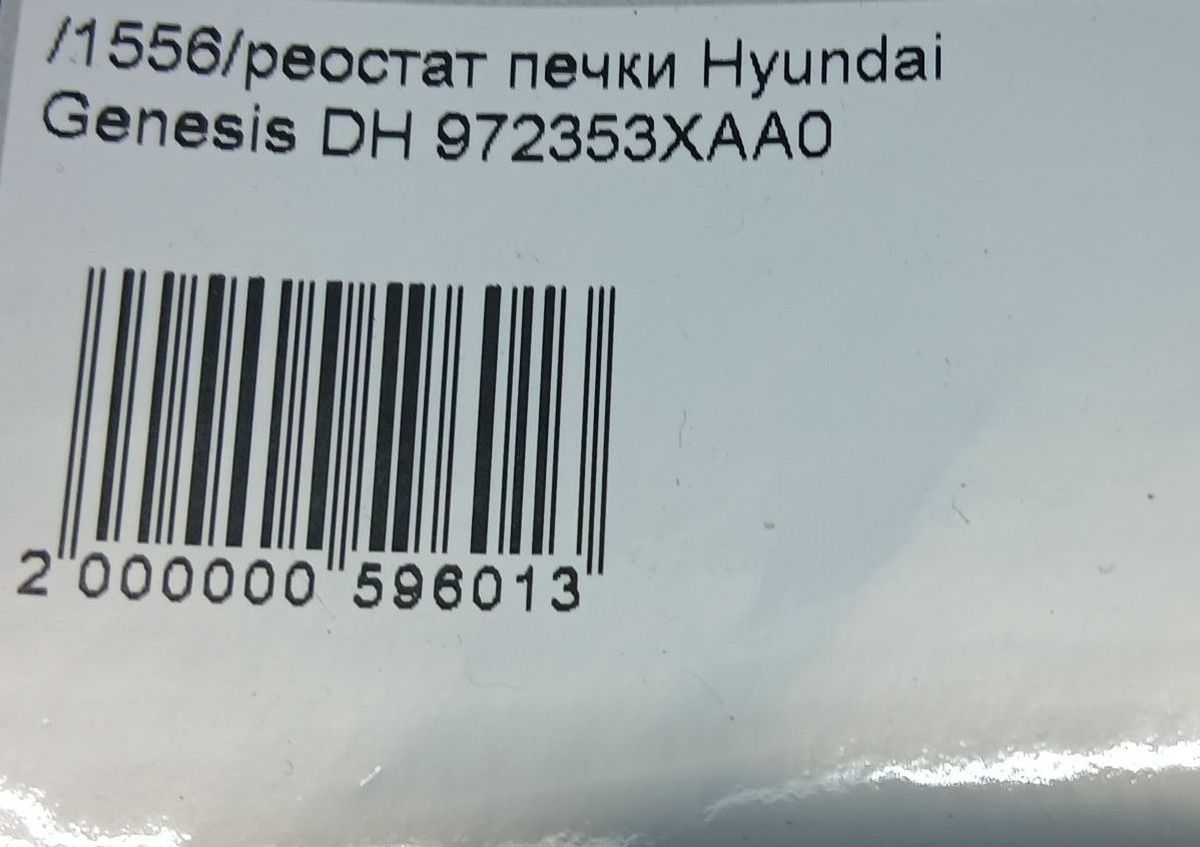 /1556/реостат печки Hyundai
Genesis DH 972353XAA0
2 000000 596013